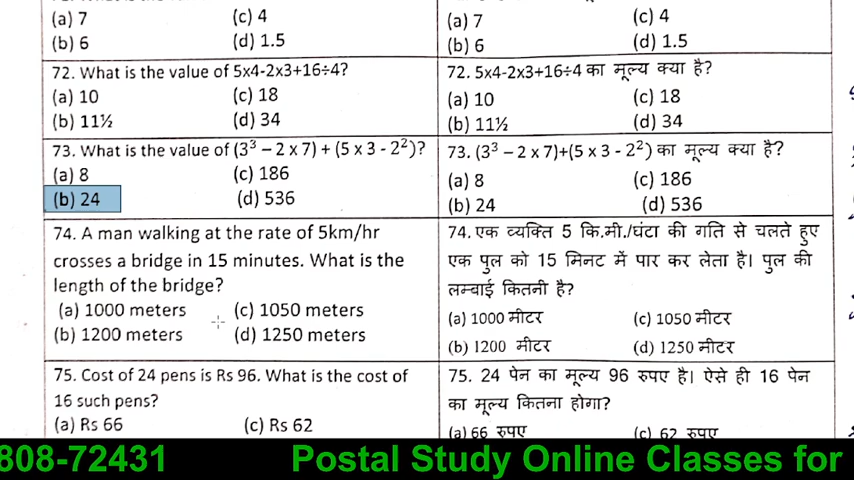 (a) 7 (c) 4
(b) 6 (d) 1.5
72. What is the value of 5x4-2x3+16÷4?
(a) 10 (c) 18
(b) 11½ (d) 34
73. What is the value of (3³ – 2 x 7) + (5 x 3 - 2²)?
(a) 8 (c) 186
(b) 24 (d) 536
74. A man walking at the rate of 5km/hr
crosses a bridge in 15 minutes. What is the
length of the bridge?
(a) 1000 meters (c) 1050 meters
(b) 1200 meters (d) 1250 meters
75. Cost of 24 pens is Rs 96. What is the cost of
16 such pens?
(a) Rs 66 (c) Rs 62
(a) 7 (c) 4
(b) 6 (d) 1.5
72. 5x4-2x3+16÷4 का मूल्य क्या है?
(a) 10 (c) 18
(b) 11½ (d) 34
73. (3³ – 2 x 7)+(5 x 3 - 2²) का मूल्य क्या है?
(a) 8 (c) 186
(b) 24 (d) 536
74. एक व्यक्ति 5 कि.मी./घंटा की गति से चलते हुए
एक पुल को 15 मिनट में पार कर लेता है। पुल की
लम्बाई कितनी है?
(a) 1000 मीटर (c) 1050 मीटर
(b) 1200 मीटर (d) 1250 मीटर
75. 24 पेन का मूल्य 96 रुपए है। ऐसे ही 16 पेन
का मूल्य कितना होगा?
(a) 66 रुपए (c) 62 रुपए
808-72431 Postal Study Online Classes for